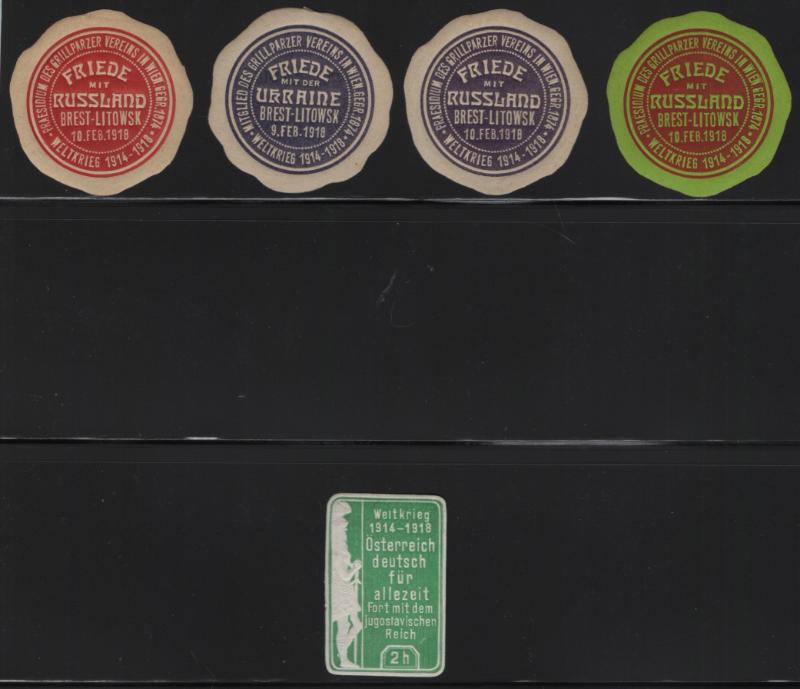 PRAESIDIUM DES GRILLPARZER VEREINS IN WIEN GEGR. 1874
FRIEDE
MIT
RUSSLAND
BREST-LITOWSK
10.FEB.1918
WELTKRIEG 1914-1918
MITGLIED DES GRILLPARZER VEREINS IN WIEN GEGR. 1874
FRIEDE
MIT DER
UKRAINE
BREST-LITOWSK
9.FEB.1918
WELTKRIEG 1914-1918
PRAESIDIUM DES GRILLPARZER VEREINS IN WIEN GEGR. 1874
FRIEDE
MIT
RUSSLAND
BREST-LITOWSK
10.FEB.1918
WELTKRIEG 1914-1918
PRAESIDIUM DES GRILLPARZER VEREINS IN WIEN GEGR. 1874
FRIEDE
MIT
RUSSLAND
BREST-LITOWSK
10.FEB.1918
WELTKRIEG 1914-1918
Weltkrieg
1914-1918
Österreich
deutsch
für
allezeit
Fort mit dem
jugoslavischen
Reich
2h